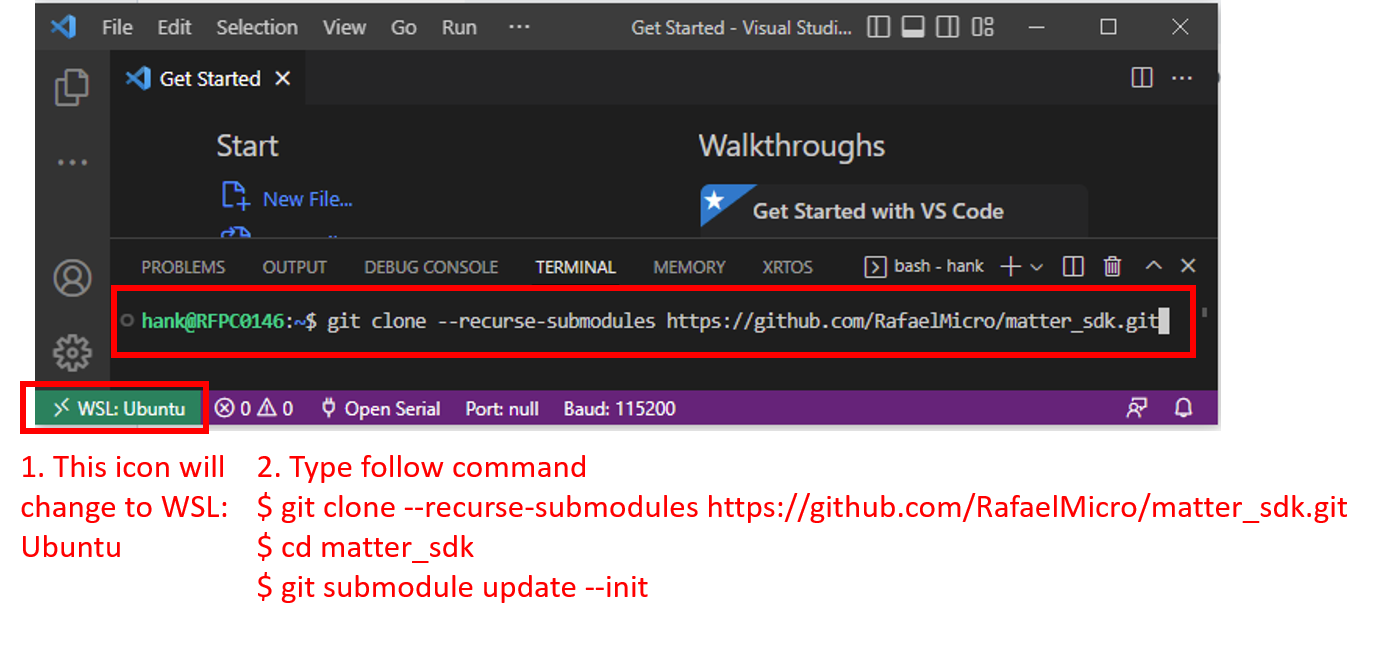 File Edit Selection View Go Run ··· Get Started - Visual Studi...
Get Started
Start
Walkthroughs
New File...
Get Started with VS Code
PROBLEMS OUTPUT DEBUG CONSOLE TERMINAL MEMORY XRTOS bash - hank
hank@RFPC0146:~$ git clone --recurse-submodules https://github.com/RafaelMicro/matter_sdk.git
WSL: Ubuntu 0 0 Open Serial Port: null Baud: 115200
1. This icon will
change to WSL:
Ubuntu
2. Type follow command
$ git clone --recurse-submodules https://github.com/RafaelMicro/matter_sdk.git
$ cd matter_sdk
$ git submodule update --init